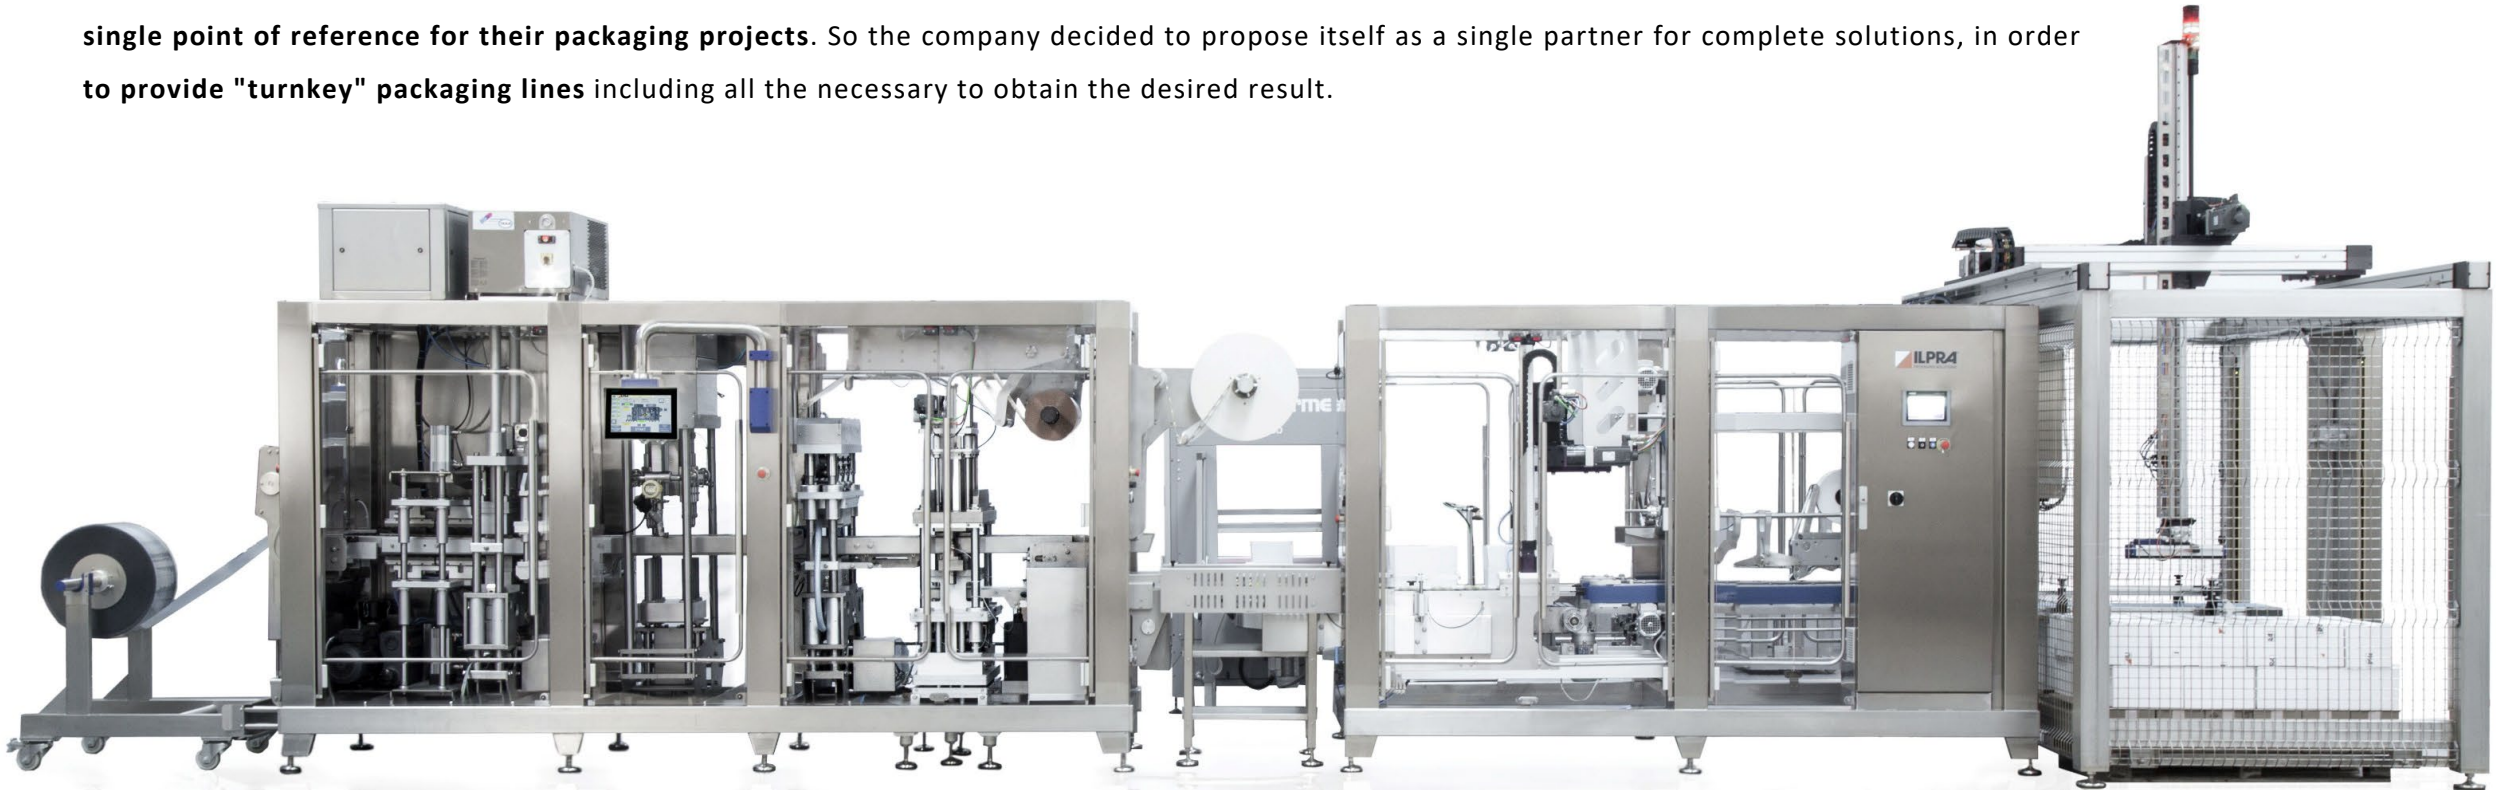 single point of reference for their packaging projects. So the company decided to propose itself as a single partner for complete solutions, in order
to provide "turnkey" packaging lines including all the necessary to obtain the desired result.
ILPRA